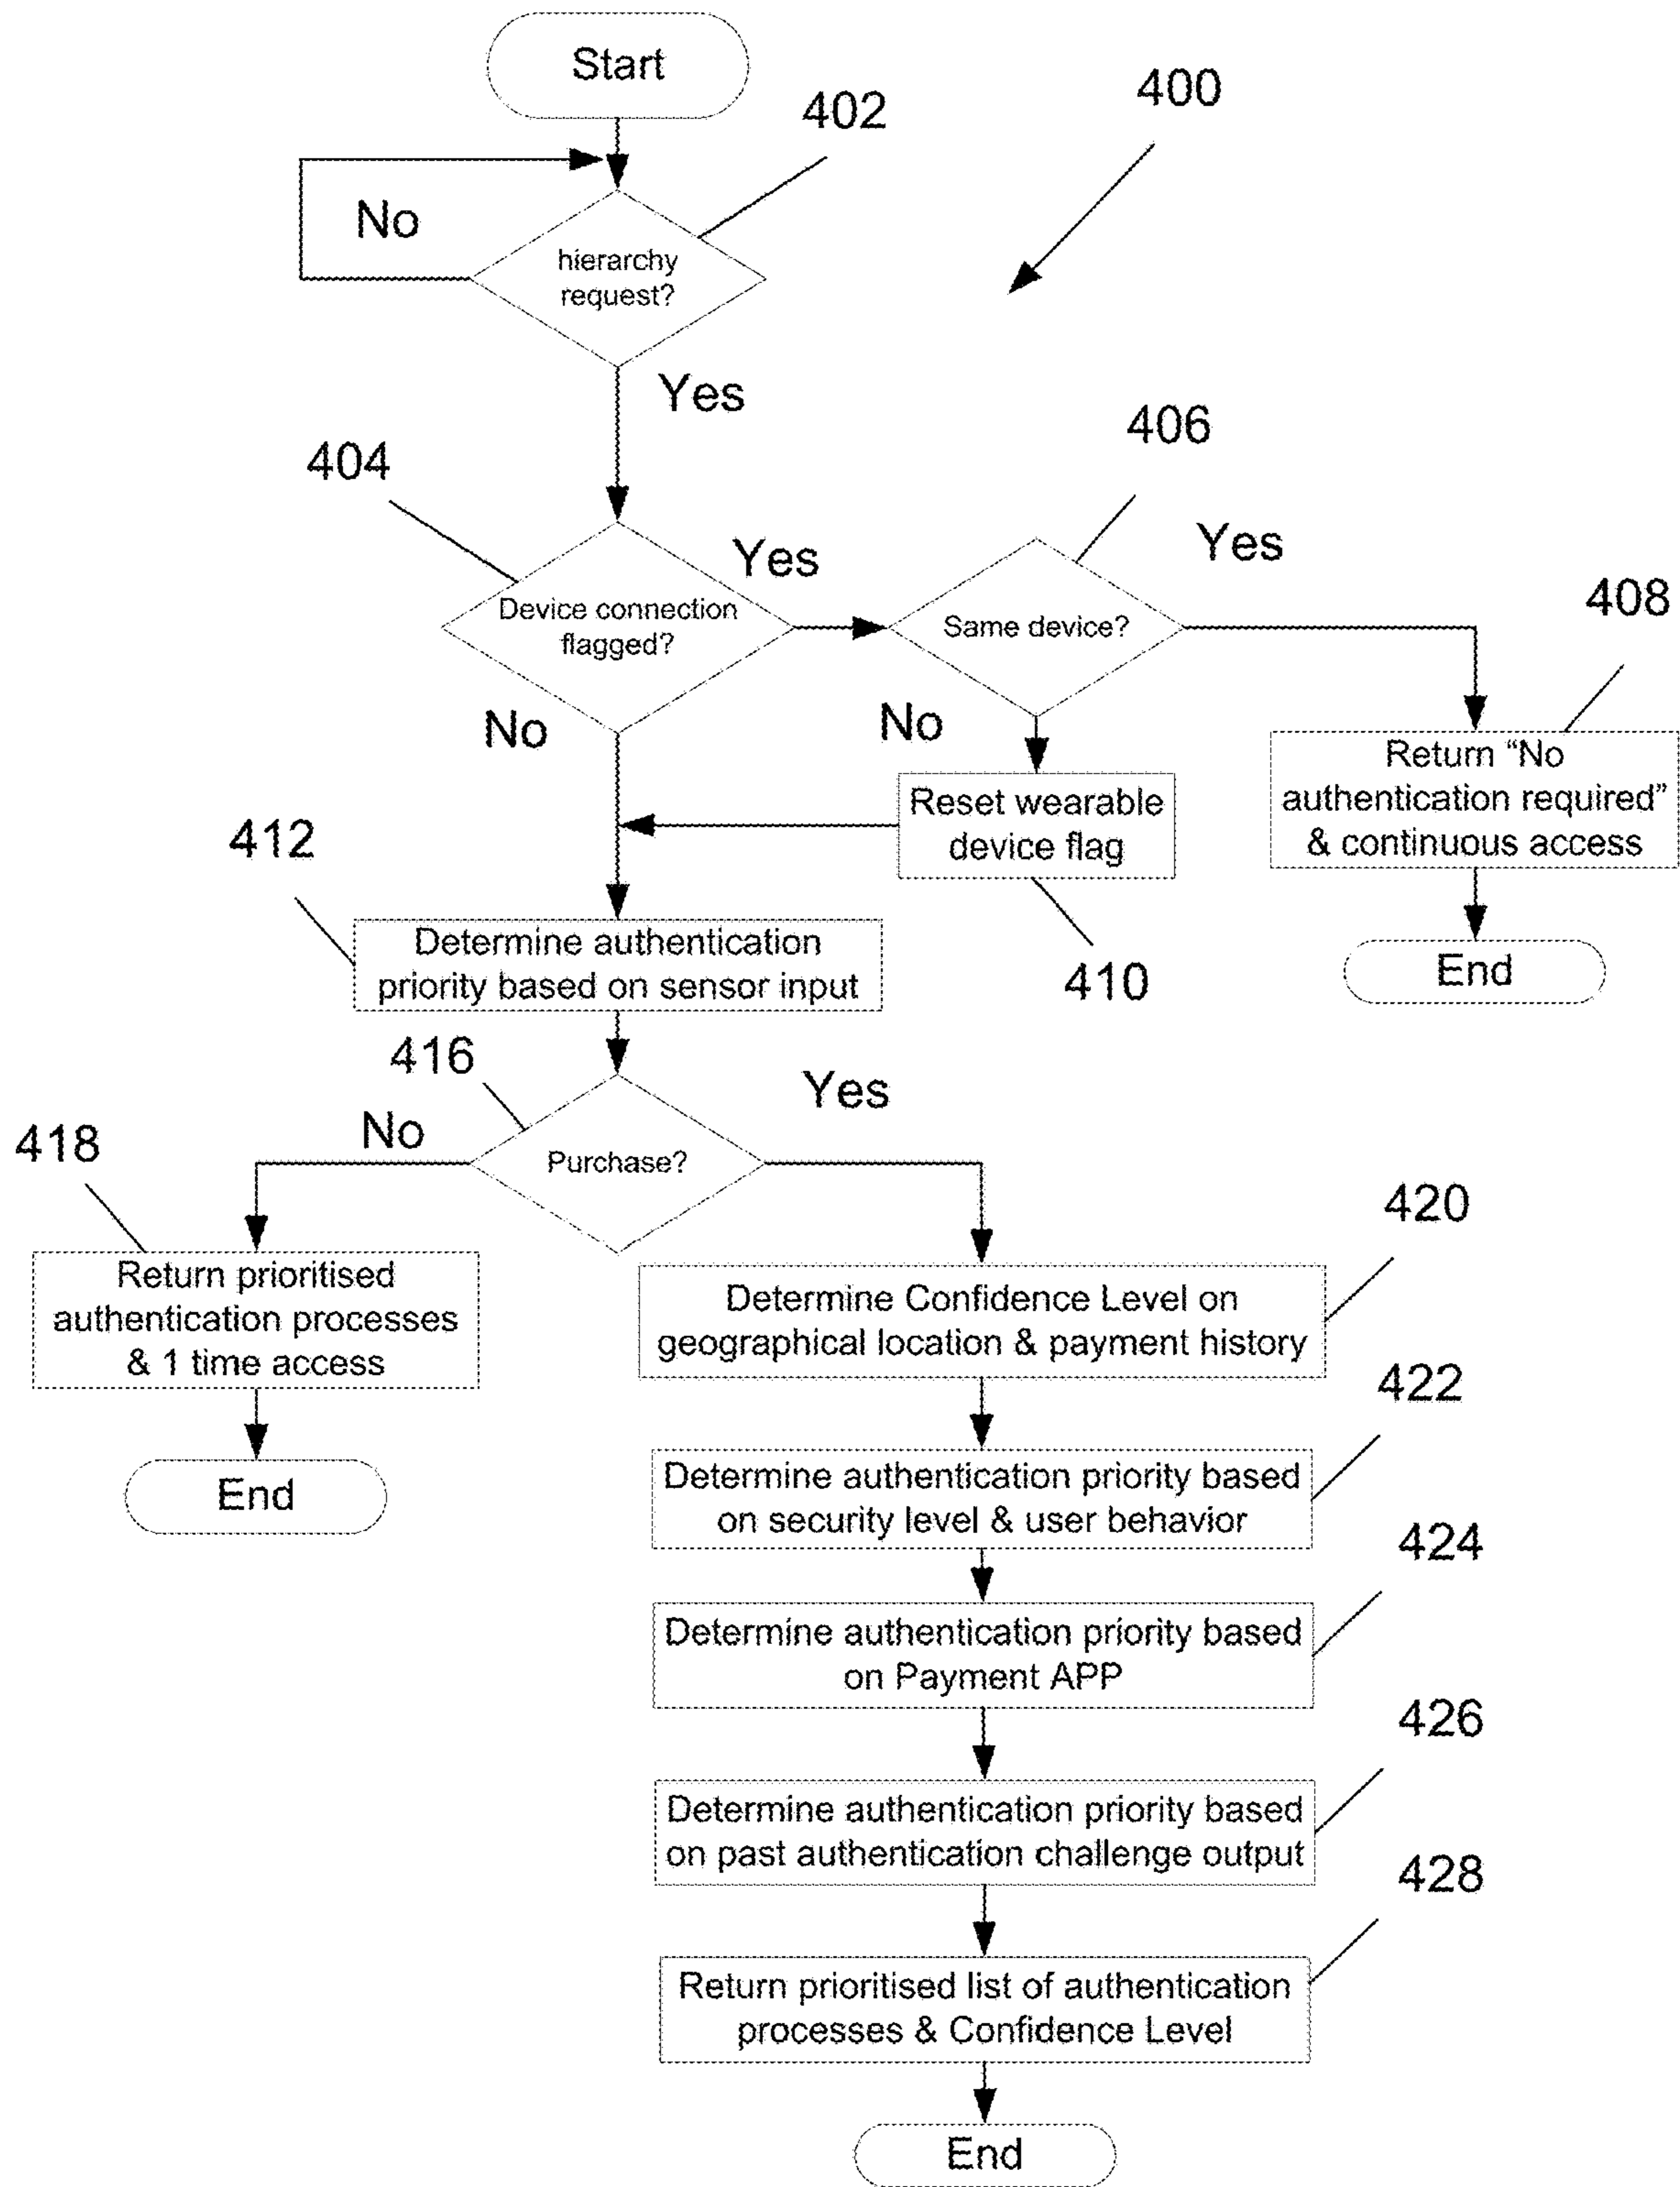 Start
400
402
No
hierarchy
request?
Yes
406
404
Yes
Yes
408
Device connection
flagged?
Same device?
No
No
Return “No
authentication required”
& continuous access
Reset wearable
device flag
412
Determine authentication
priority based on sensor input
410
End
416
Yes
No
418
Purchase?
420
Return prioritised
authentication processes
& 1 time access
Determine Confidence Level on
geographical location & payment history
422
End
Determine authentication priority based
on security level & user behavior
424
Determine authentication priority based
on Payment APP
426
Determine authentication priority based
on past authentication challenge output
428
Return prioritised list of authentication
processes & Confidence Level
End